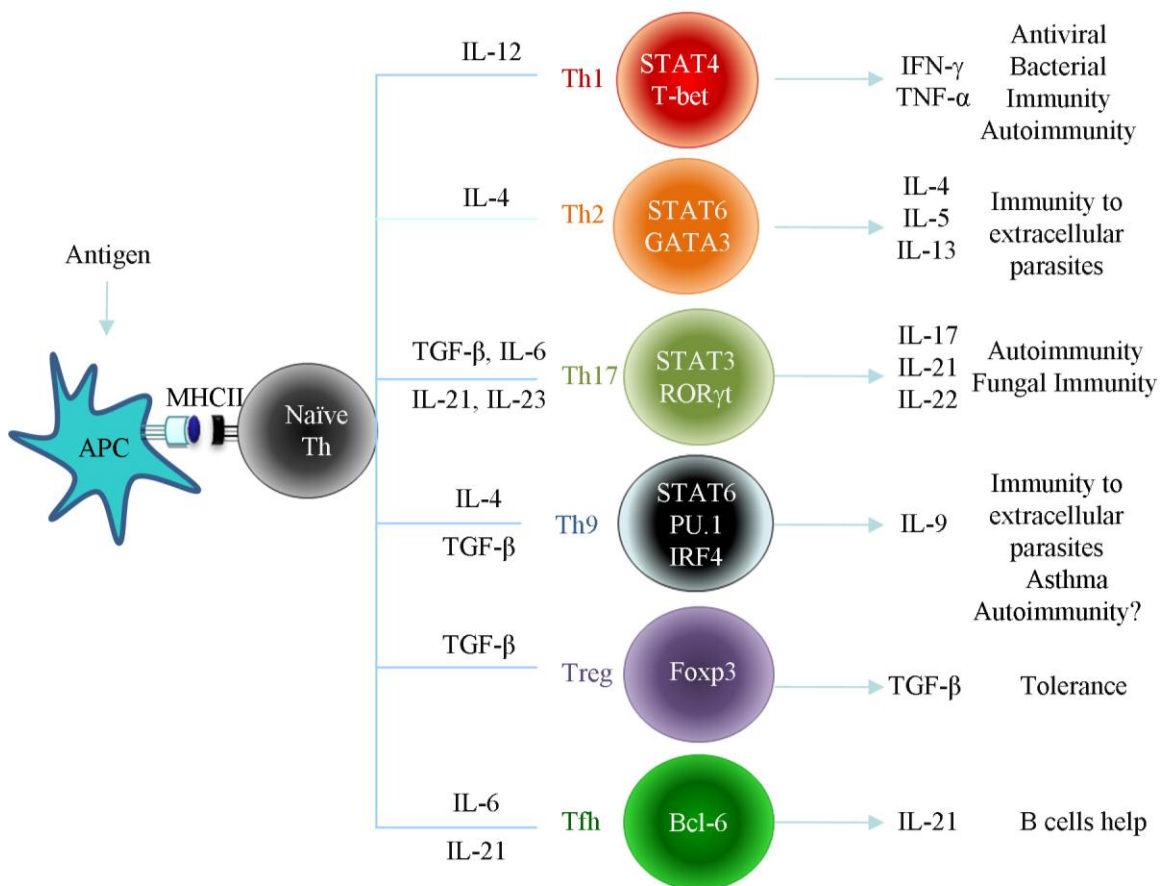 Antigen
APC
MHCII
Naïve
Th
IL-12
Th1
STAT4
T-bet
IFN-γ
TNF-α
Antiviral
Bacterial
Immunity
Autoimmunity
IL-4
Th2
STAT6
GATA3
IL-4
IL-5
IL-13
Immunity to
extracellular
parasites
TGF-β, IL-6
IL-21, IL-23
Th17
STAT3
RORγt
IL-17
IL-21
IL-22
Autoimmunity
Fungal Immunity
IL-4
TGF-β
Th9
STAT6
PU.1
IRF4
IL-9
Immunity to
extracellular
parasites
Asthma
Autoimmunity?
TGF-β
Treg
Foxp3
TGF-β
Tolerance
IL-6
IL-21
Tfh
Bcl-6
IL-21
B cells help